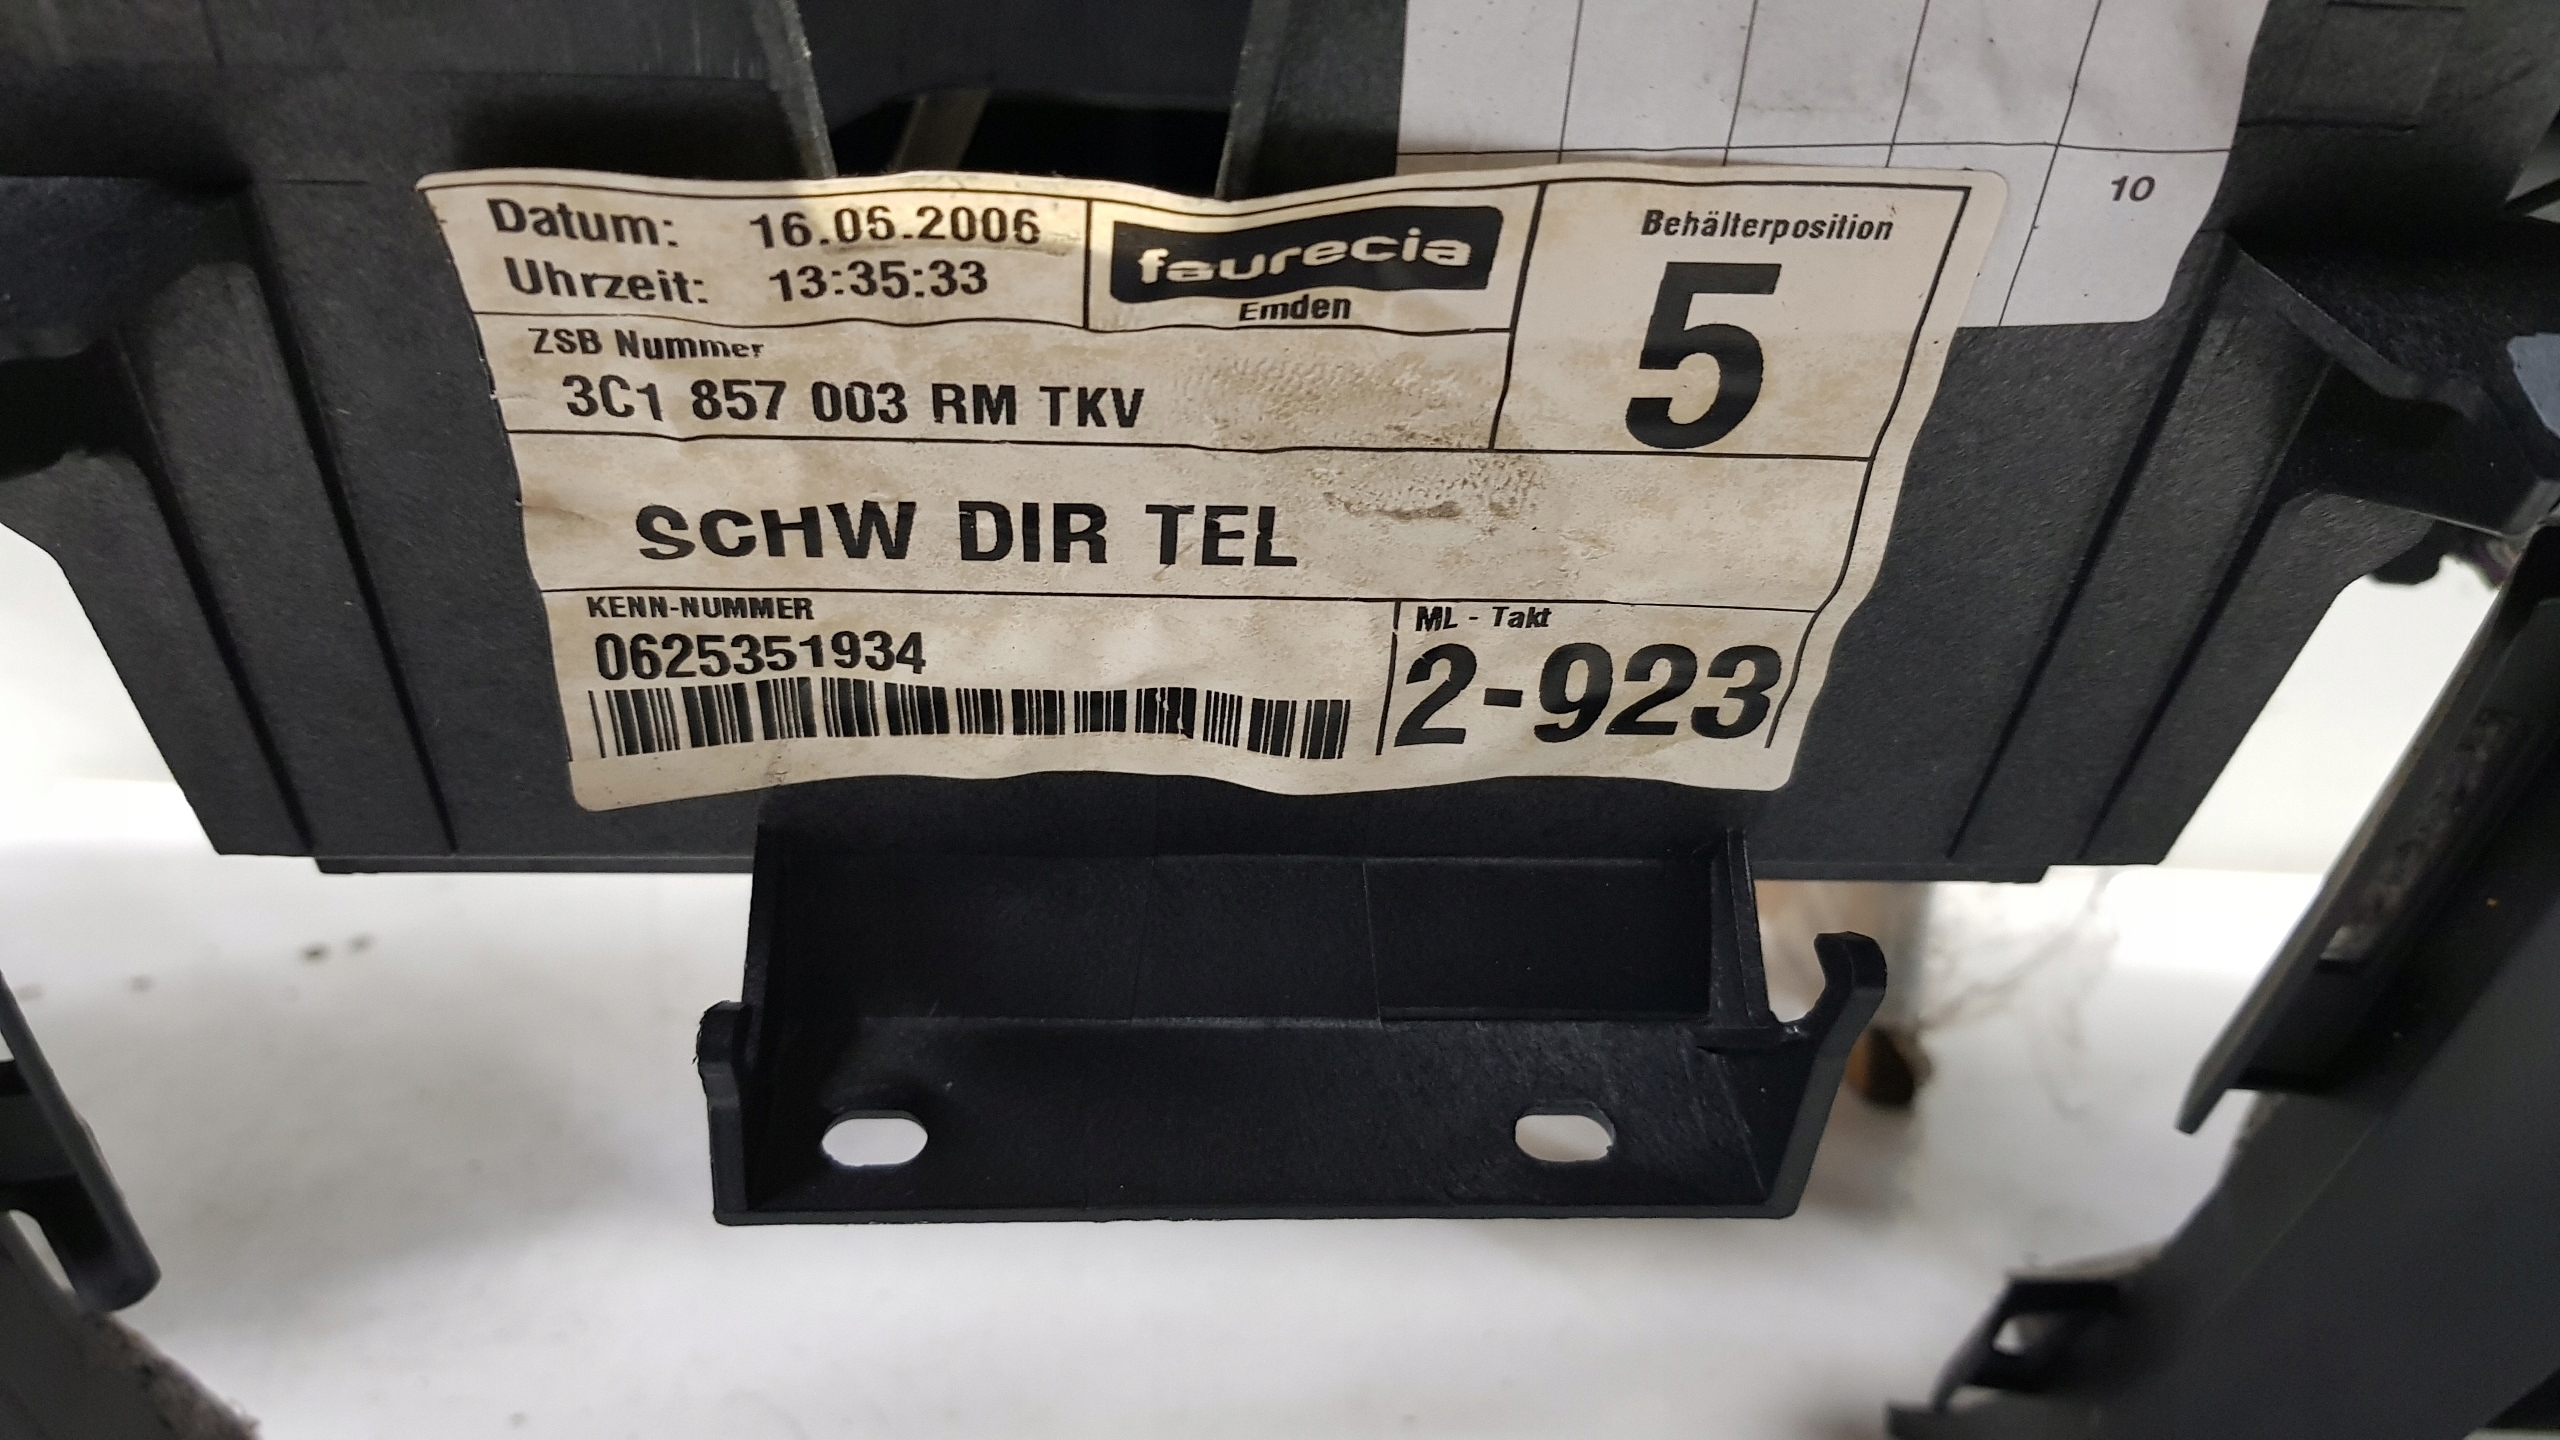 Datum: 16.05.2006
Uhrzeit: 13:35:33
faurecia
Emden
Behälterposition
5
10
ZSB Nummer
3C1 857 003 RM TKV
SCHW DIR TEL
KENN-NUMMER
0625351934
ML - Takt
2-923